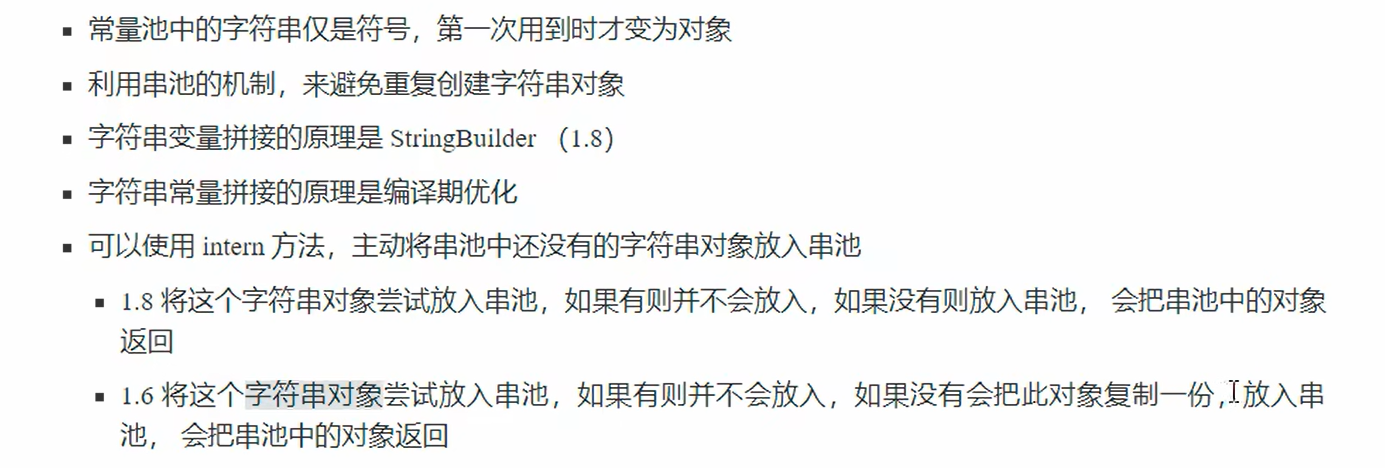 常量池中的字符串仅是符号，第一次用到时才变为对象
利用串池的机制，来避免重复创建字符串对象
字符串变量拼接的原理是 StringBuilder （1.8）
字符串常量拼接的原理是编译期优化
可以使用 intern 方法，主动将串池中还没有的字符串对象放入串池
1.8 将这个字符串对象尝试放入串池，如果有则并不会放入，如果没有则放入串池， 会把串池中的对象
返回
1.6 将这个字符串对象尝试放入串池，如果有则并不会放入，如果没有会把此对象复制一份，放入串
池， 会把串池中的对象返回